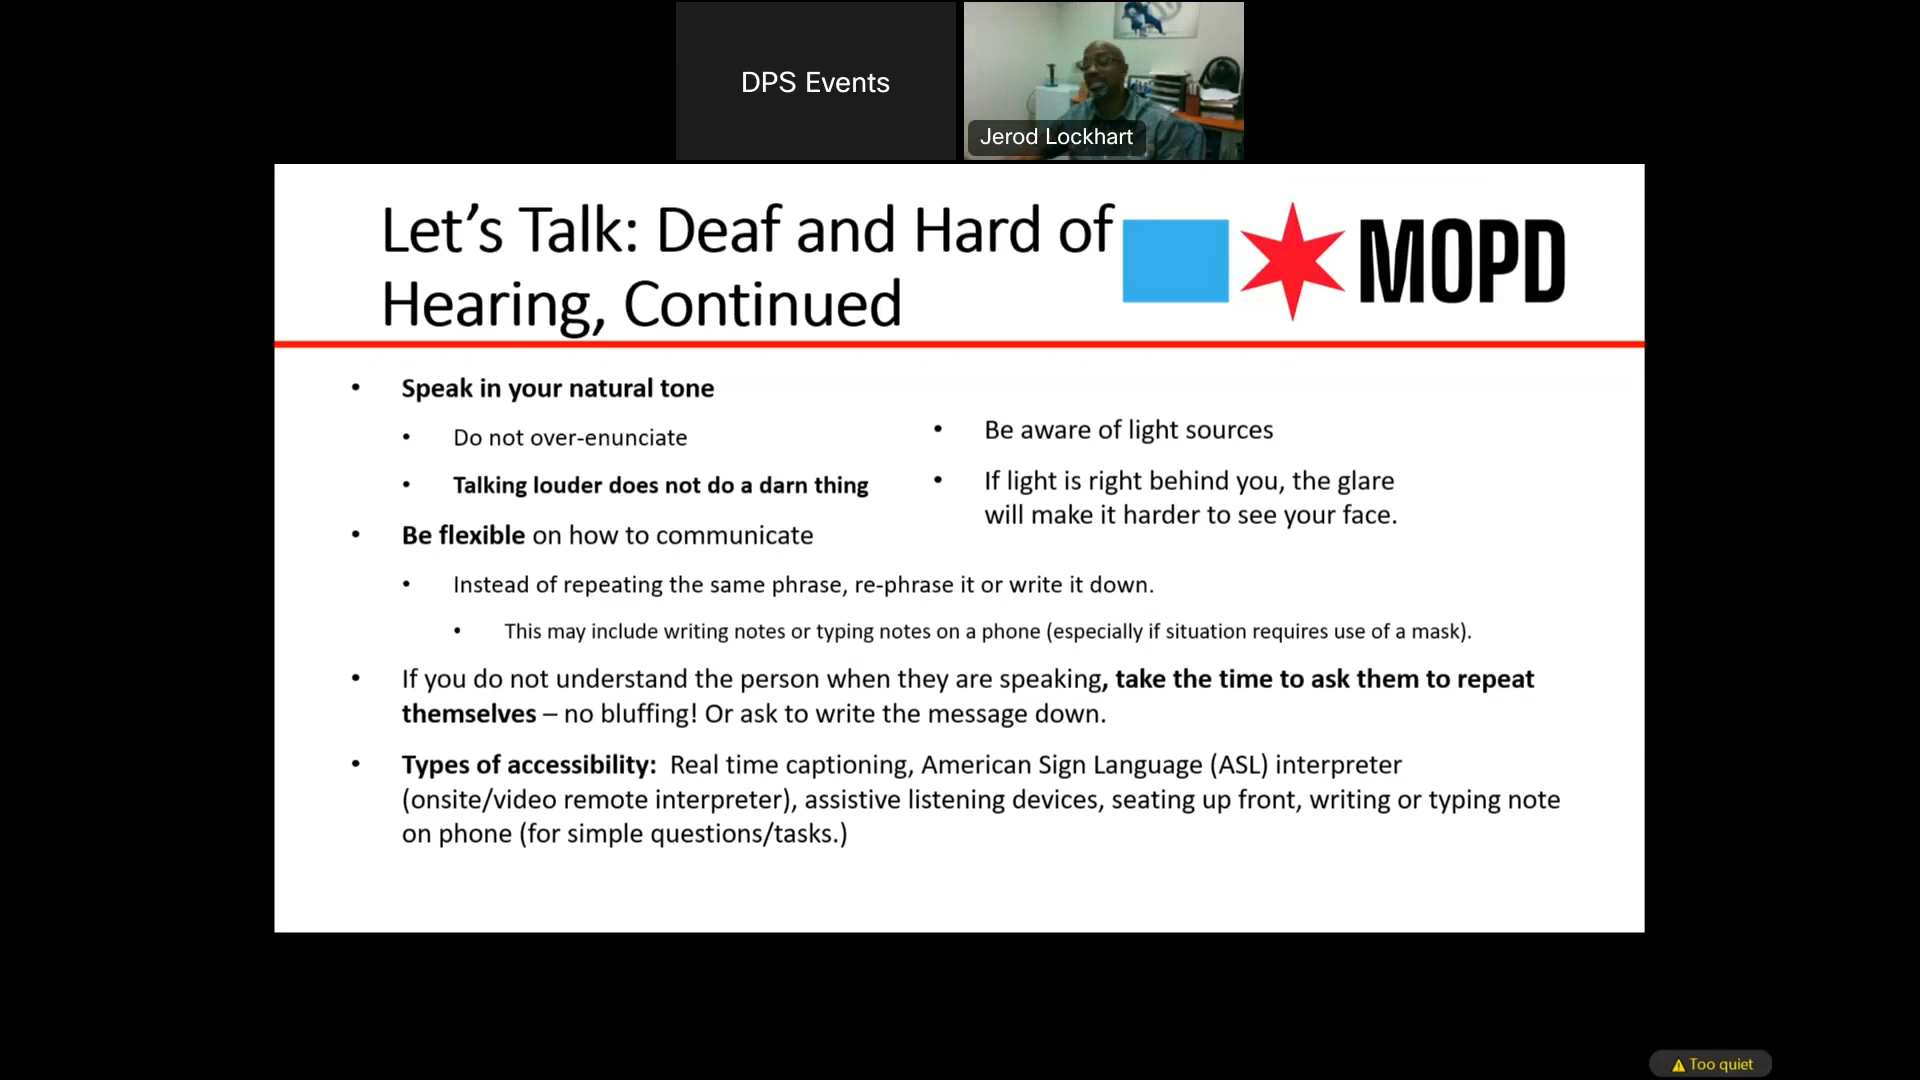 DPS Events
Jerod Lockhart
Let’s Talk: Deaf and Hard of
Hearing, Continued
MOPD
• Speak in your natural tone
• Do not over-enunciate
• Talking louder does not do a darn thing
• Be flexible on how to communicate
• Be aware of light sources
• If light is right behind you, the glare
will make it harder to see your face.
• Instead of repeating the same phrase, re-phrase it or write it down.
• This may include writing notes or typing notes on a phone (especially if situation requires use of a mask).
• If you do not understand the person when they are speaking, take the time to ask them to repeat
themselves – no bluffing! Or ask to write the message down.
• Types of accessibility: Real time captioning, American Sign Language (ASL) interpreter
(onsite/video remote interpreter), assistive listening devices, seating up front, writing or typing note
on phone (for simple questions/tasks.)
Too quiet